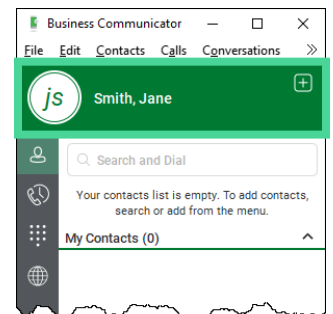 Business Communicator
File Edit Contacts Calls Conversations »
js
Smith, Jane
Search and Dial
Your contacts list is empty. To add contacts,
search or add from the menu.
My Contacts (0)